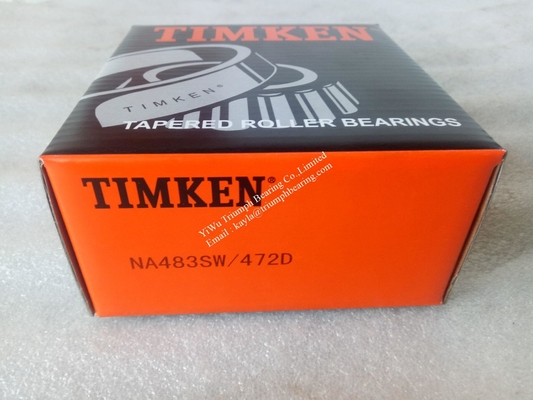 TIMKEN
TIMKEN®
TAPERED ROLLER BEARINGS
TIMKEN®
YiWu Triumph Bearing Co.,Limited
Email : kayla@triumphbearing.com
NA483SW/472D